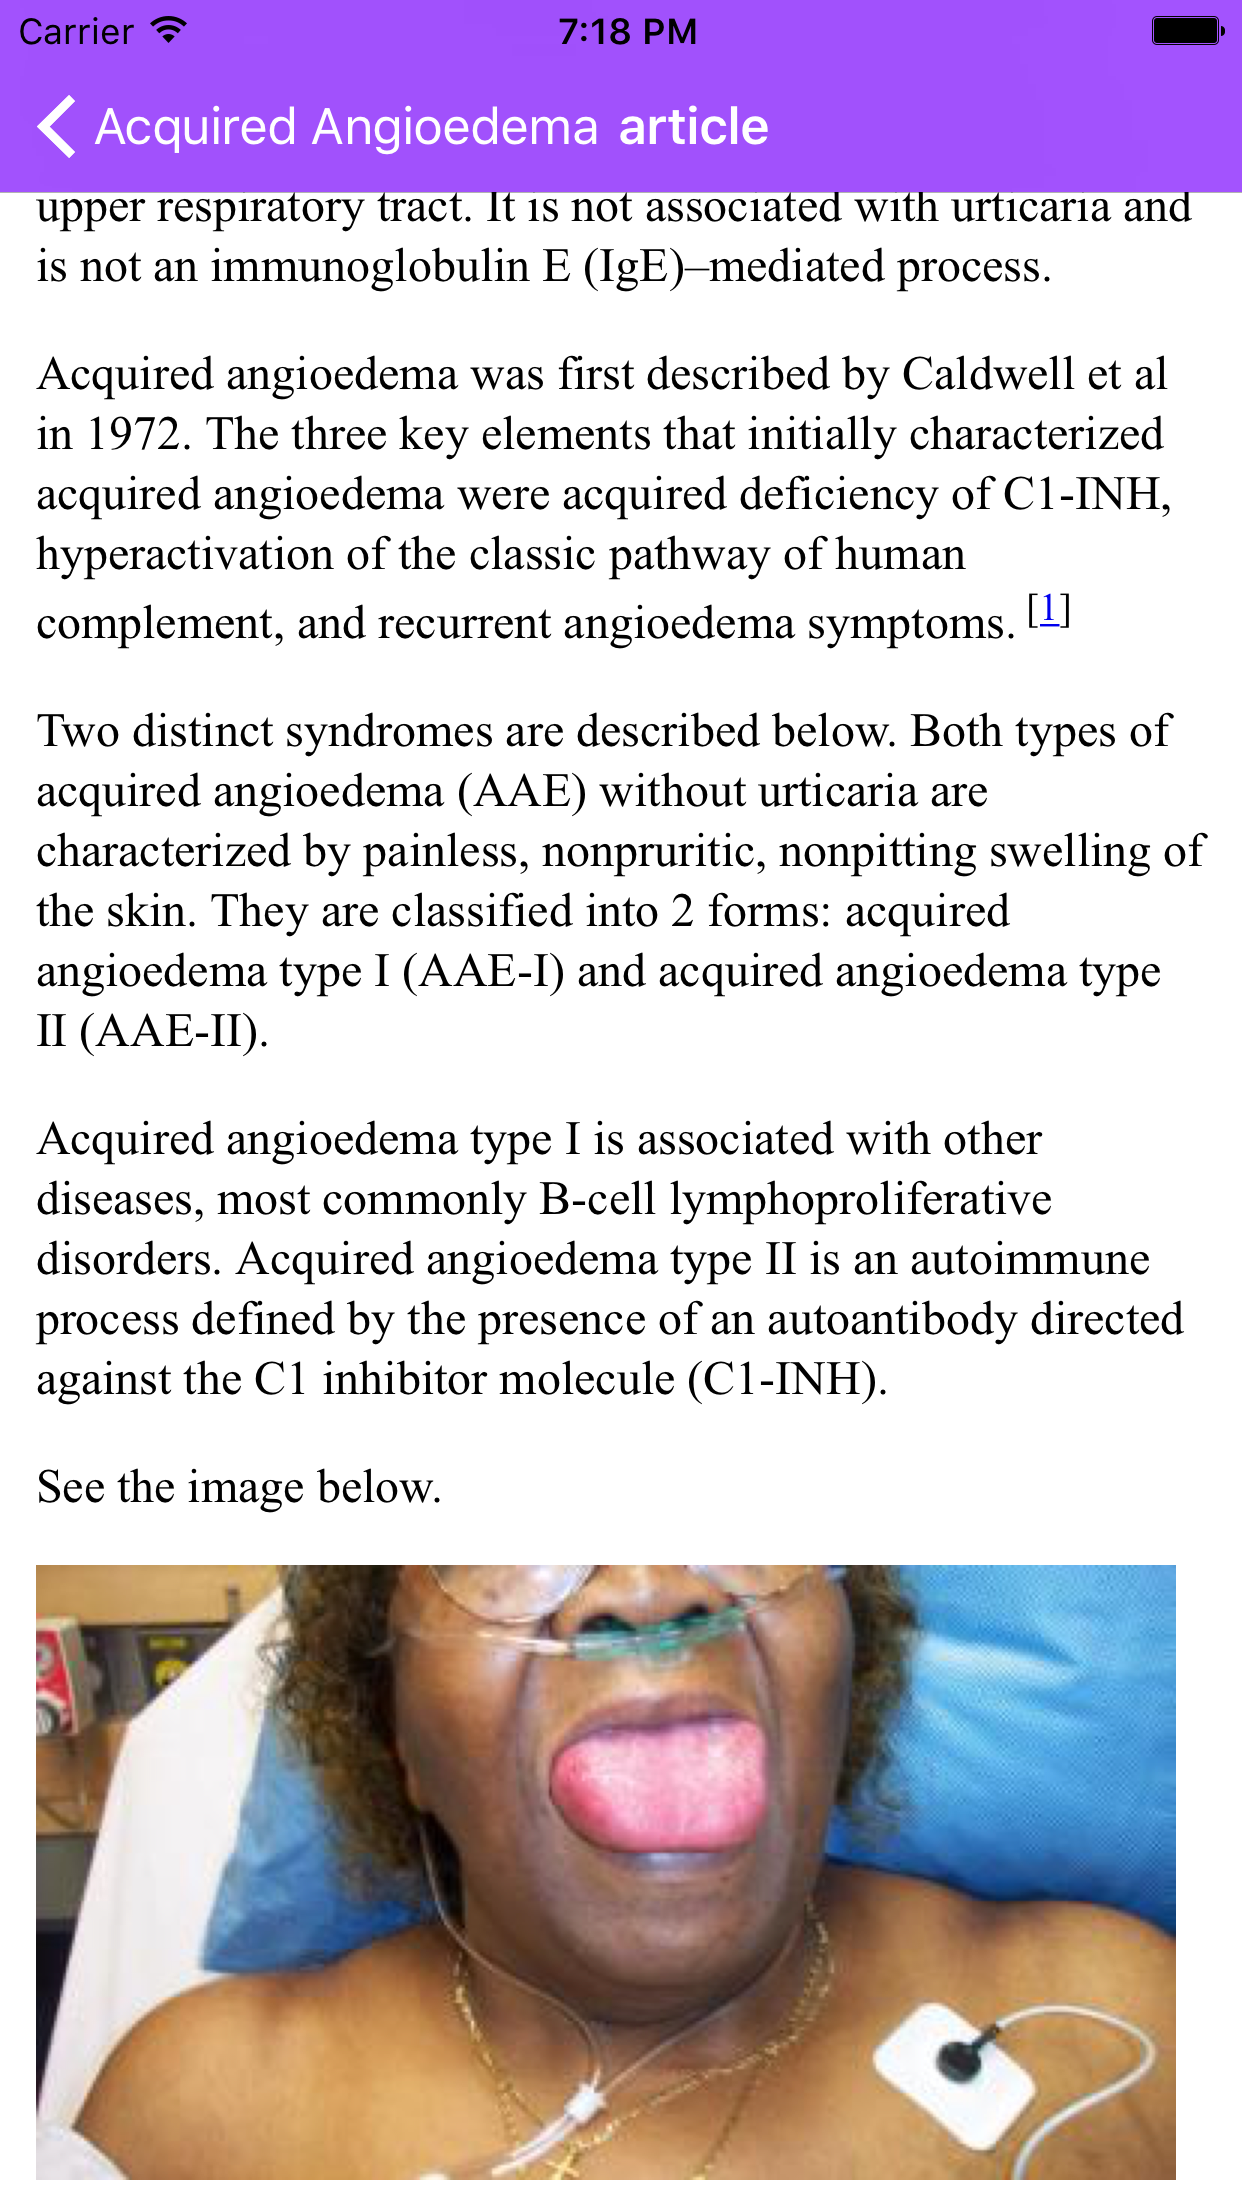 Carrier 7:18 PM
Acquired Angioedema article
upper respiratory tract. It is not associated with urticaria and
is not an immunoglobulin E (IgE)–mediated process.
Acquired angioedema was first described by Caldwell et al
in 1972. The three key elements that initially characterized
acquired angioedema were acquired deficiency of C1-INH,
hyperactivation of the classic pathway of human
complement, and recurrent angioedema symptoms. [1]
Two distinct syndromes are described below. Both types of
acquired angioedema (AAE) without urticaria are
characterized by painless, nonpruritic, nonpitting swelling of
the skin. They are classified into 2 forms: acquired
angioedema type I (AAE-I) and acquired angioedema type
II (AAE-II).
Acquired angioedema type I is associated with other
diseases, most commonly B-cell lymphoproliferative
disorders. Acquired angioedema type II is an autoimmune
process defined by the presence of an autoantibody directed
against the C1 inhibitor molecule (C1-INH).
See the image below.